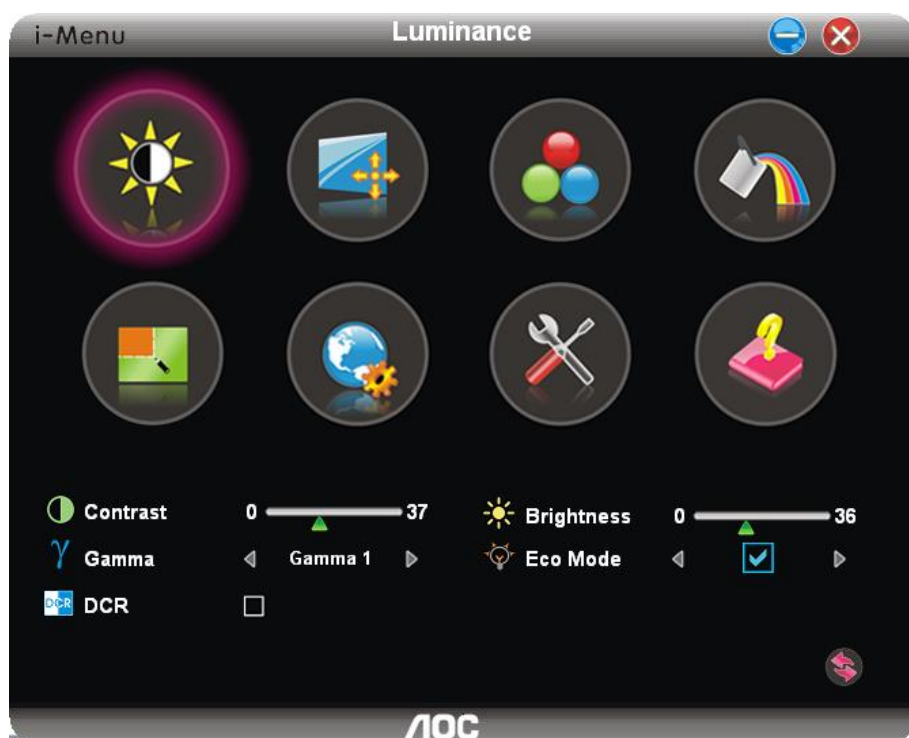 i-Menu Luminance
Contrast 0 37 Brightness 0 36
γ Gamma Gamma 1 Eco Mode
DCR DCR
AOC